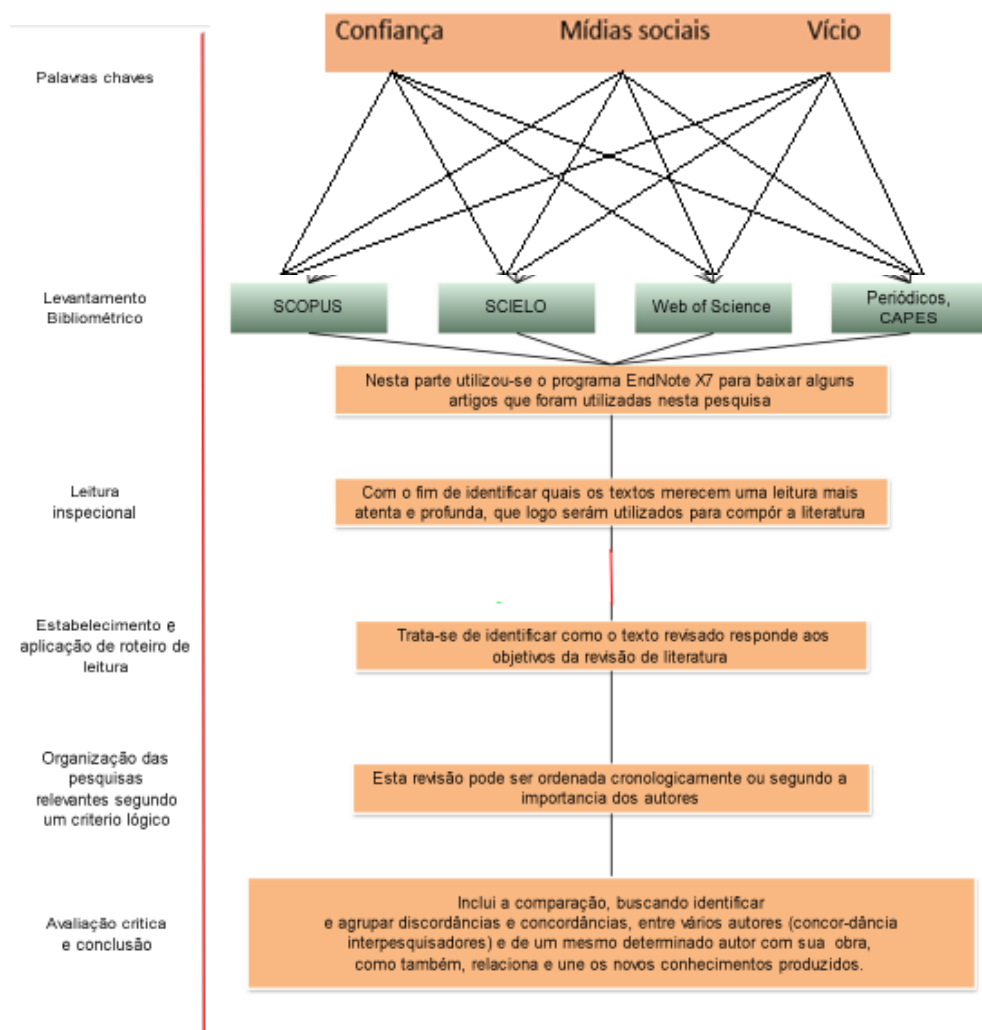 Confiança Mídias sociais Vício
Palavras chaves
Levantamento
Bibliométrico
SCOPUS
SCIELO
Web of Science
Periódicos,
CAPES
Nesta parte utilizou-se o programa EndNote X7 para baixar alguns
artigos que foram utilizadas nesta pesquisa
Leitura
inspecional
Com o fim de identificar quais os textos merecem uma leitura mais
atenta e profunda, que logo serám utilizados para compór a literatura
Estabelecimento e
aplicação de roteiro de
leitura
Trata-se de identificar como o texto revisado responde aos
objetivos da revisão de literatura
Organização das
pesquisas
relevantes segundo
um criterio lógico
Esta revisão pode ser ordenada cronologicamente ou segundo a
importancia dos autores
Avaliação critica
e conclusão
Inclui a comparação, buscando identificar
e agrupar discordâncias e concordâncias, entre vários autores (concor-dância
interpesquisadores) e de um mesmo determinado autor com sua obra,
como também, relaciona e une os novos conhecimentos produzidos.